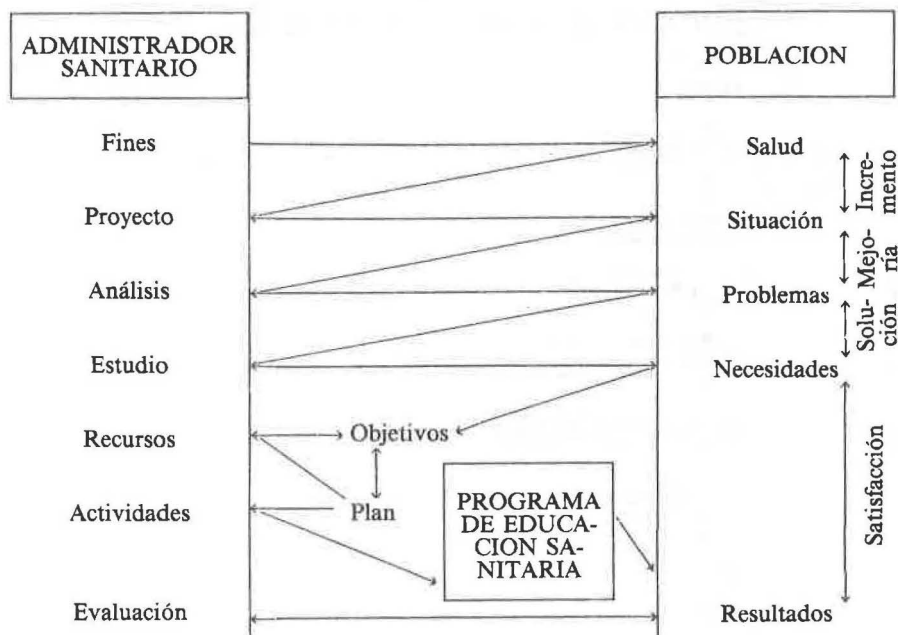 ADMINISTRADOR
SANITARIO
POBLACION
Fines
Salud
Incre-
mento
Proyecto
Situación
Mejo-
ría
Análisis
Problemas
Solu-
ción
Estudio
Necesidades
Recursos
Objetivos
Satisfacción
Actividades
Plan
PROGRAMA
DE EDUCA-
CION SA-
NITARIA
Evaluación
Resultados